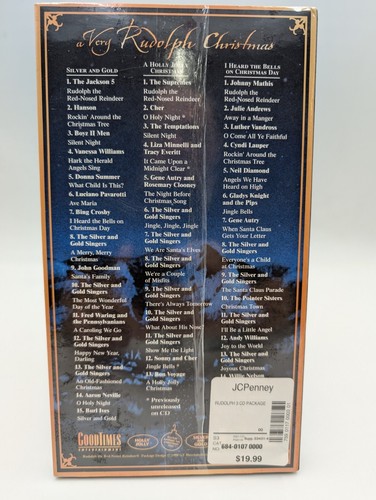 a Very Rudolph Christmas
SILVER AND GOLD
1. The Jackson 5
Rudolph the
Red-Nosed Reindeer
2. Hanson
Rockin' Around the
Christmas Tree
3. Boyz II Men
Silent Night
4. Vanessa Williams
Hark the Herald
Angels Sing
5. Donna Summer
What Child Is This?
6. Luciano Pavarotti
Ave Maria
7. Bing Crosby
I Heard the Bells on
Christmas Day
8. The Silver and
Gold Singers
A Merry, Merry
Christmas
9. John Goodman
Santa's Family
10. The Silver and
Gold Singers
The Most Wonderful
Day of the Year
11. Fred Waring and
the Pennsylvanians
A Caroling We Go
12. The Silver and
Gold Singers
Happy New Year,
Darling
13. The Silver and
Gold Singers
An Old-Fashioned
Christmas
14. Aaron Neville
O Holy Night
15. Burl Ives
Silver and Gold
A HOLLY JOLLY
CHRISTMAS
1. The Supremes
Rudolph the
Red-Nosed Reindeer
2. Cher
O Holy Night *
3. The Temptations
Silent Night
4. Liza Minnelli and
Tracy Everitt
It Came Upon a
Midnight Clear *
5. Gene Autry and
Rosemary Clooney
The Night Before
Christmas Song
6. The Silver and
Gold Singers
Jingle, Jingle, Jingle
7. The Silver and
Gold Singers
We Are Santa's Elves
8. The Silver and
Gold Singers
We're a Couple
of Misfits
9. The Silver and
Gold Singers
There's Always Tomorrow
10. The Silver and
Gold Singers
What About His Nose
11. The Silver and
Gold Singers
Show Me the Light
12. Sonny and Cher
Jingle Bells *
13. Bon Voyage
A Holly Jolly
Christmas
* Previously
unreleased
on CD
I HEARD THE BELLS
ON CHRISTMAS DAY
1. Johnny Mathis
Rudolph the
Red-Nosed Reindeer
2. Julie Andrews
Away in a Manger
3. Luther Vandross
O Come All Ye Faithful
4. Cyndi Lauper
Rockin' Around the
Christmas Tree
5. Neil Diamond
Angels We Have
Heard on High
6. Gladys Knight
and the Pips
Jingle Bells
7. Gene Autry
When Santa Claus
Gets Your Letter
8. The Silver and
Gold Singers
Everyone's a Child
at Christmas
9. The Silver and
Gold Singers
The Santa Claus Parade
10. The Pointer Sisters
Christmas Town
11. The Silver and
Gold Singers
I'll Be a Little Angel
12. Andy Williams
Joy to the World
13. The Silver and
Gold Singers
Joyous Christmas
14. Willie Nelson
GOODTIMES
ENTERTAINMENT
JCPenney
RUDOLPH 3 CD PACKAGE
684-0107 0000
$19.99